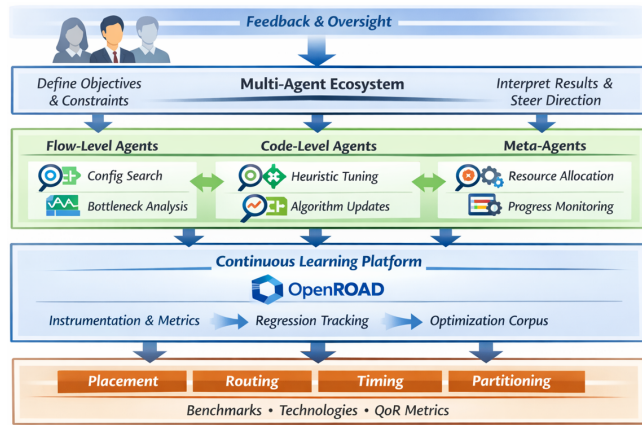 Feedback & Oversight
Define Objectives
& Constraints
Multi-Agent Ecosystem
Interpret Results &
Steer Direction
Flow-Level Agents
Code-Level Agents
Meta-Agents
Config Search
Heuristic Tuning
Resource Allocation
Bottleneck Analysis
Algorithm Updates
Progress Monitoring
Continuous Learning Platform
OpenROAD
Instrumentation & Metrics
Regression Tracking
Optimization Corpus
Placement
Routing
Timing
Partitioning
Benchmarks • Technologies • QoR Metrics